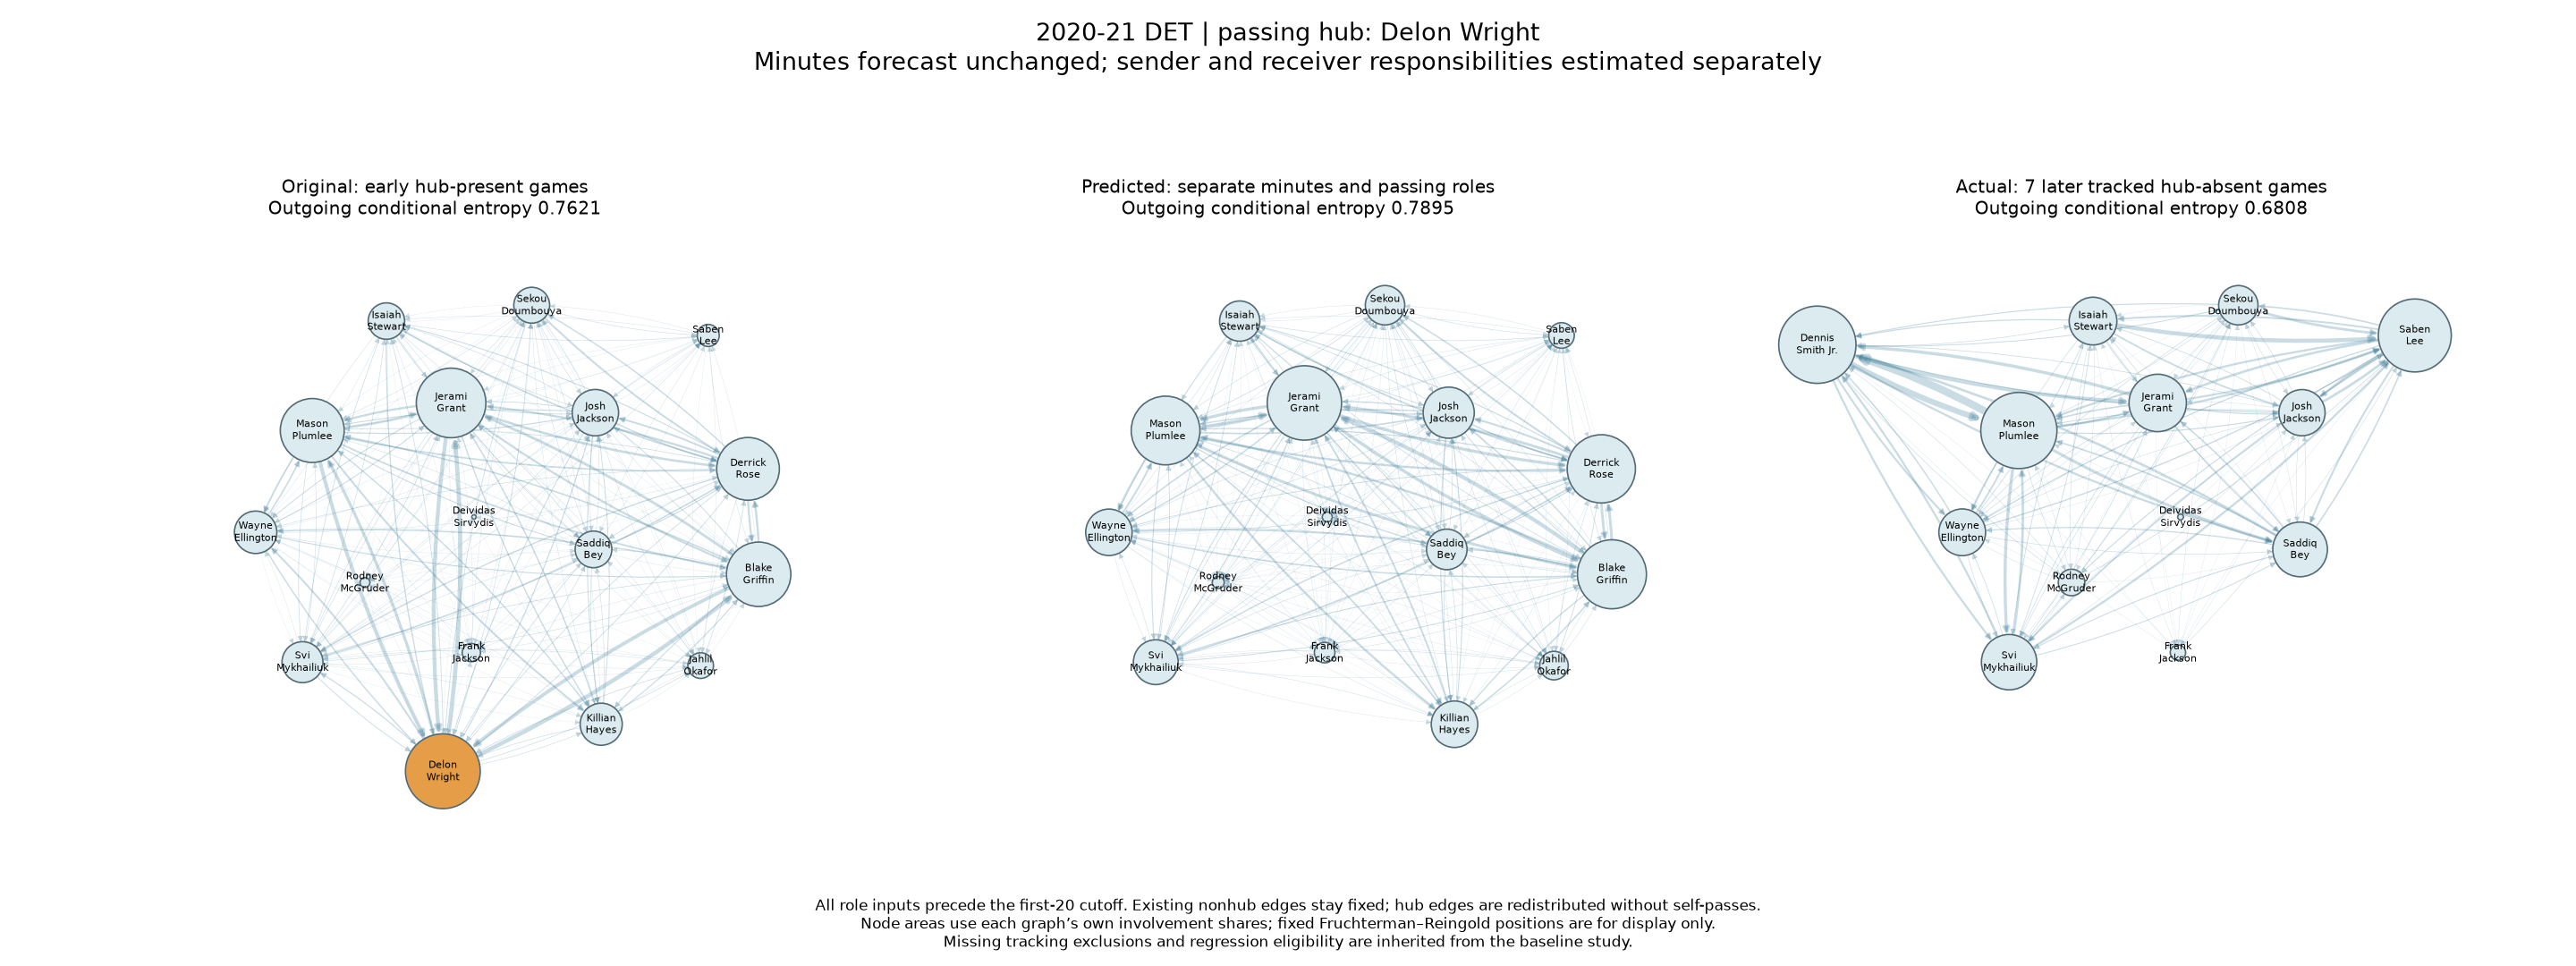 2020-21 DET | passing hub: Delon Wright
Minutes forecast unchanged; sender and receiver responsibilities estimated separately
Original: early hub-present games
Outgoing conditional entropy 0.7621
Sekou
Doumbouya
Isaiah
Stewart
Saben
Lee
Jerami
Grant
Josh
Jackson
Mason
Plumlee
Derrick
Rose
Deividas
Sirvydis
Wayne
Ellington
Saddiq
Bey
Blake
Griffin
Rodney
McGruder
Svi
Mykhailiuk
Frank
Jackson
Jahlil
Okafor
Killian
Hayes
Delon
Wright
Predicted: separate minutes and passing roles
Outgoing conditional entropy 0.7895
Sekou
Doumbouya
Isaiah
Stewart
Saben
Lee
Jerami
Grant
Josh
Jackson
Mason
Plumlee
Derrick
Rose
Deividas
Sirvydis
Wayne
Ellington
Saddiq
Bey
Blake
Griffin
Rodney
McGruder
Svi
Mykhailiuk
Frank
Jackson
Jahlil
Okafor
Killian
Hayes
Actual: 7 later tracked hub-absent games
Outgoing conditional entropy 0.6808
Sekou
Doumbouya
Isaiah
Stewart
Saben
Lee
Dennis
Smith Jr.
Jerami
Grant
Josh
Jackson
Mason
Plumlee
Deividas
Sirvydis
Wayne
Ellington
Saddiq
Bey
Rodney
McGruder
Svi
Mykhailiuk
Frank
Jackson
All role inputs precede the first-20 cutoff. Existing nonhub edges stay fixed; hub edges are redistributed without self-passes.
Node areas use each graph’s own involvement shares; fixed Fruchterman–Reingold positions are for display only.
Missing tracking exclusions and regression eligibility are inherited from the baseline study.